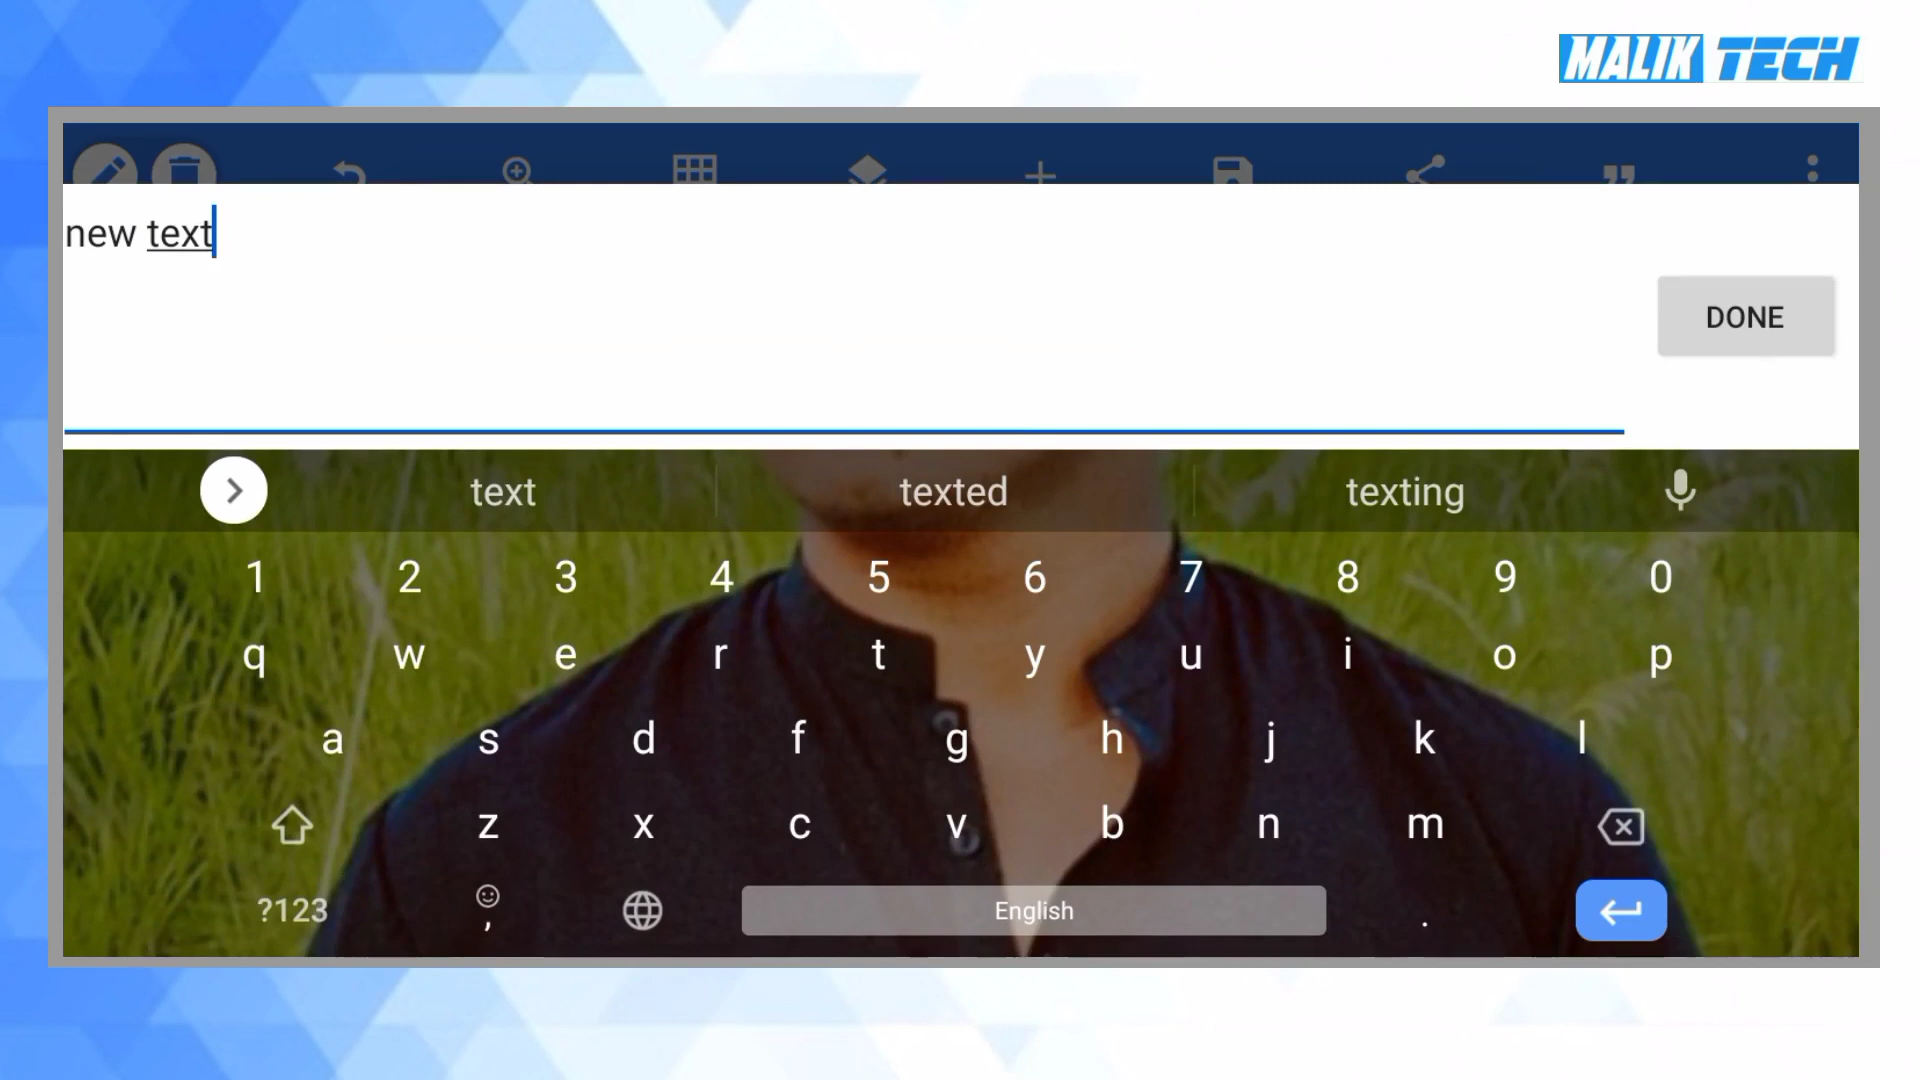 MALIK TECH
new text
DONE
text texted texting
1 2 3 4 5 6 7 8 9 0
q w e r t y u i o p
a s d f g h j k l
z x c v b n m
?123 , English .